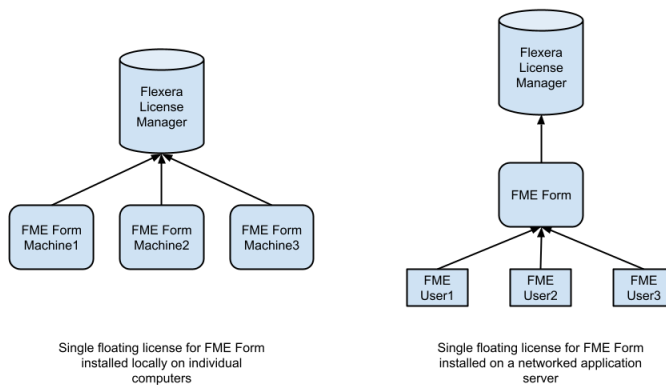 Flexera
License
Manager
FME Form
Machine1
FME Form
Machine2
FME Form
Machine3
Single floating license for FME Form
installed locally on individual
computers
Flexera
License
Manager
FME Form
FME
User1
FME
User2
FME
User3
Single floating license for FME Form
installed on a networked application
server